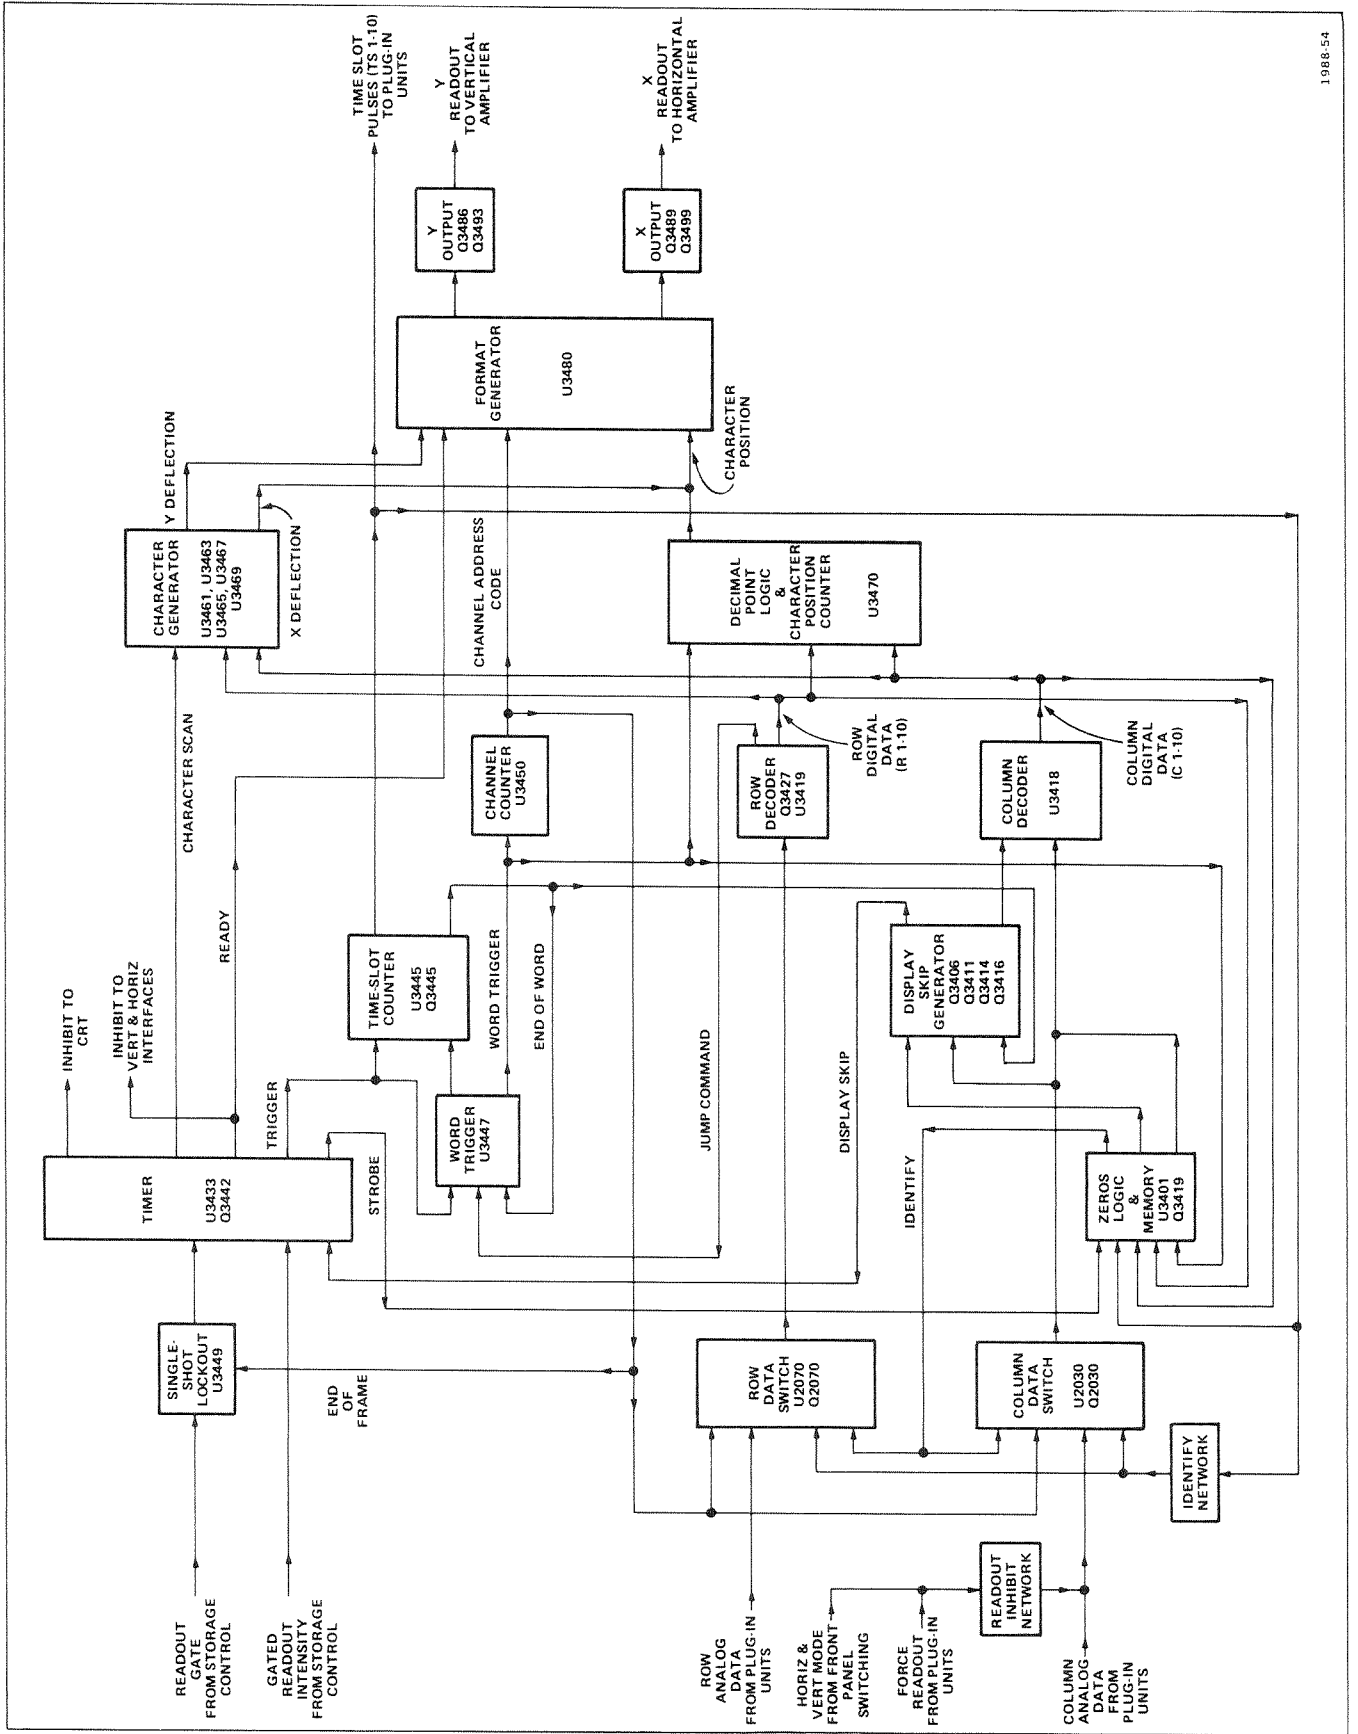 READOUT
GATE
FROM STORAGE
CONTROL
GATED
READOUT
INTENSITY
FROM STORAGE
CONTROL
ROW
ANALOG
DATA
FROM PLUG-IN
UNITS
HORIZ &
VERT MODE
FROM FRONT
PANEL
SWITCHING
FORCE
READOUT
FROM PLUG-IN
UNITS
COLUMN
ANALOG
DATA
FROM
PLUG-IN
UNITS
READOUT
INHIBIT
NETWORK
IDENTIFY
NETWORK
SINGLE-
SHOT
LOCKOUT
U3449
END
OF
FRAME
ROW
DATA
SWITCH
U2070
Q2070
COLUMN
DATA
SWITCH
U2030
Q2030
TIMER
U3433
Q3442
STROBE
TRIGGER
INHIBIT TO
CRT
INHIBIT TO
VERT & HORIZ
INTERFACES
READY
CHARACTER SCAN
WORD
TRIGGER
U3447
WORD TRIGGER
END OF WORD
JUMP COMMAND
DISPLAY SKIP
IDENTIFY
ZEROS
LOGIC
&
MEMORY
U3401
Q3419
TIME-SLOT
COUNTER
U3445
Q3445
DISPLAY
SKIP
GENERATOR
Q3406
Q3411
Q3414
Q3416
CHANNEL
COUNTER
U3450
ROW
DECODER
Q3427
U3419
ROW
DIGITAL
DATA
(R 1-10)
COLUMN
DECODER
U3418
COLUMN
DIGITAL
DATA
(C 1-10)
CHANNEL ADDRESS
CODE
CHARACTER
GENERATOR
U3461, U3463
U3465, U3467
U3469
X DEFLECTION
Y DEFLECTION
DECIMAL
POINT
LOGIC
&
CHARACTER
POSITION
COUNTER
U3470
CHARACTER
POSITION
FORMAT
GENERATOR
U3480
Y
OUTPUT
Q3486
Q3493
X
OUTPUT
Q3489
Q3499
TIME SLOT
PULSES (TS 1-10)
TO PLUG-IN
UNITS
Y
READOUT
TO VERTICAL
AMPLIFIER
X
READOUT
TO HORIZONTAL
AMPLIFIER
1988-54